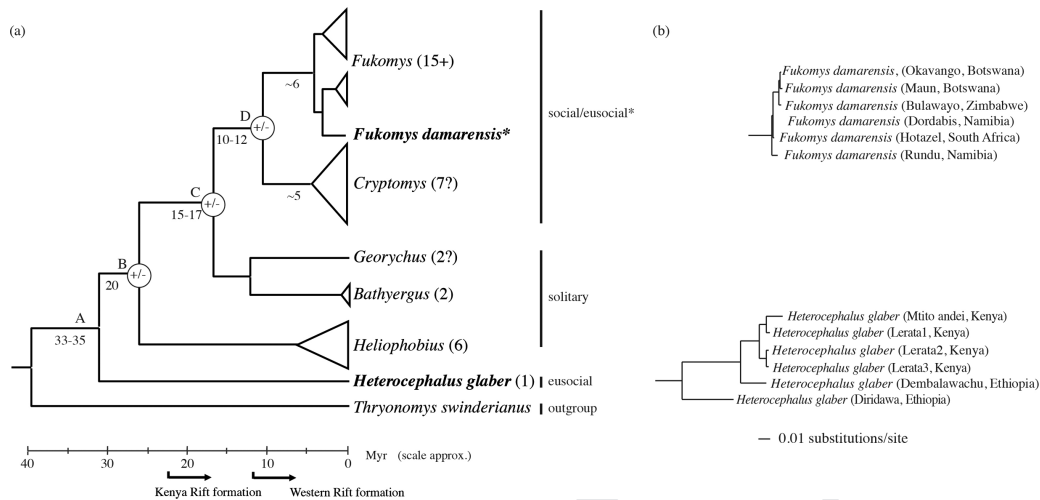 (a)
Fukomys (15+)
~6
D
+/-
Fukomys damarensis*
social/eusocial*
10-12
C
Cryptomys (7?)
+/-
~5
15-17
B
Georychus (2?)
+/-
20
Bathyergus (2)
solitary
A
33-35
Heliophobius (6)
Heterocephalus glaber (1)
eusocial
Thryonomys swinderianus
outgroup
40 30 20 10 0 Myr (scale approx.)
Kenya Rift formation Western Rift formation
(b)
Fukomys damarensis, (Okavango, Botswana)
Fukomys damarensis (Maun, Botswana)
Fukomys damarensis (Bulawayo, Zimbabwe)
Fukomys damarensis (Dordabis, Namibia)
Fukomys damarensis (Hotazel, South Africa)
Fukomys damarensis (Rundu, Namibia)
Heterocephalus glaber (Mtito andei, Kenya)
Heterocephalus glaber (Lerata1, Kenya)
Heterocephalus glaber (Lerata2, Kenya)
Heterocephalus glaber (Lerata3, Kenya)
Heterocephalus glaber (Dembalawachu, Ethiopia)
Heterocephalus glaber (Diridawa, Ethiopia)
0.01 substitutions/site